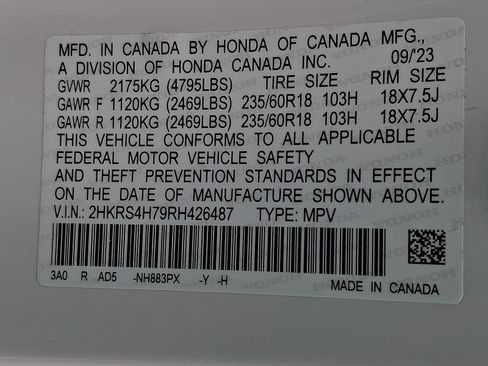 MFD. IN CANADA BY HONDA OF CANADA MFG.,
A DIVISION OF HONDA CANADA INC. 09/'23
GVWR 2175KG (4795LBS) TIRE SIZE RIM SIZE
GAWR F 1120KG (2469LBS) 235/60R18 103H 18X7.5J
GAWR R 1120KG (2469LBS) 235/60R18 103H 18X7.5J
THIS VEHICLE CONFORMS TO ALL APPLICABLE
FEDERAL MOTOR VEHICLE SAFETY
AND THEFT PREVENTION STANDARDS IN EFFECT
ON THE DATE OF MANUFACTURE SHOWN ABOVE.
V.I.N.: 2HKRS4H79RH426487 TYPE: MPV
3A0 R AD5 -NH883PX -Y -H
MADE IN CANADA